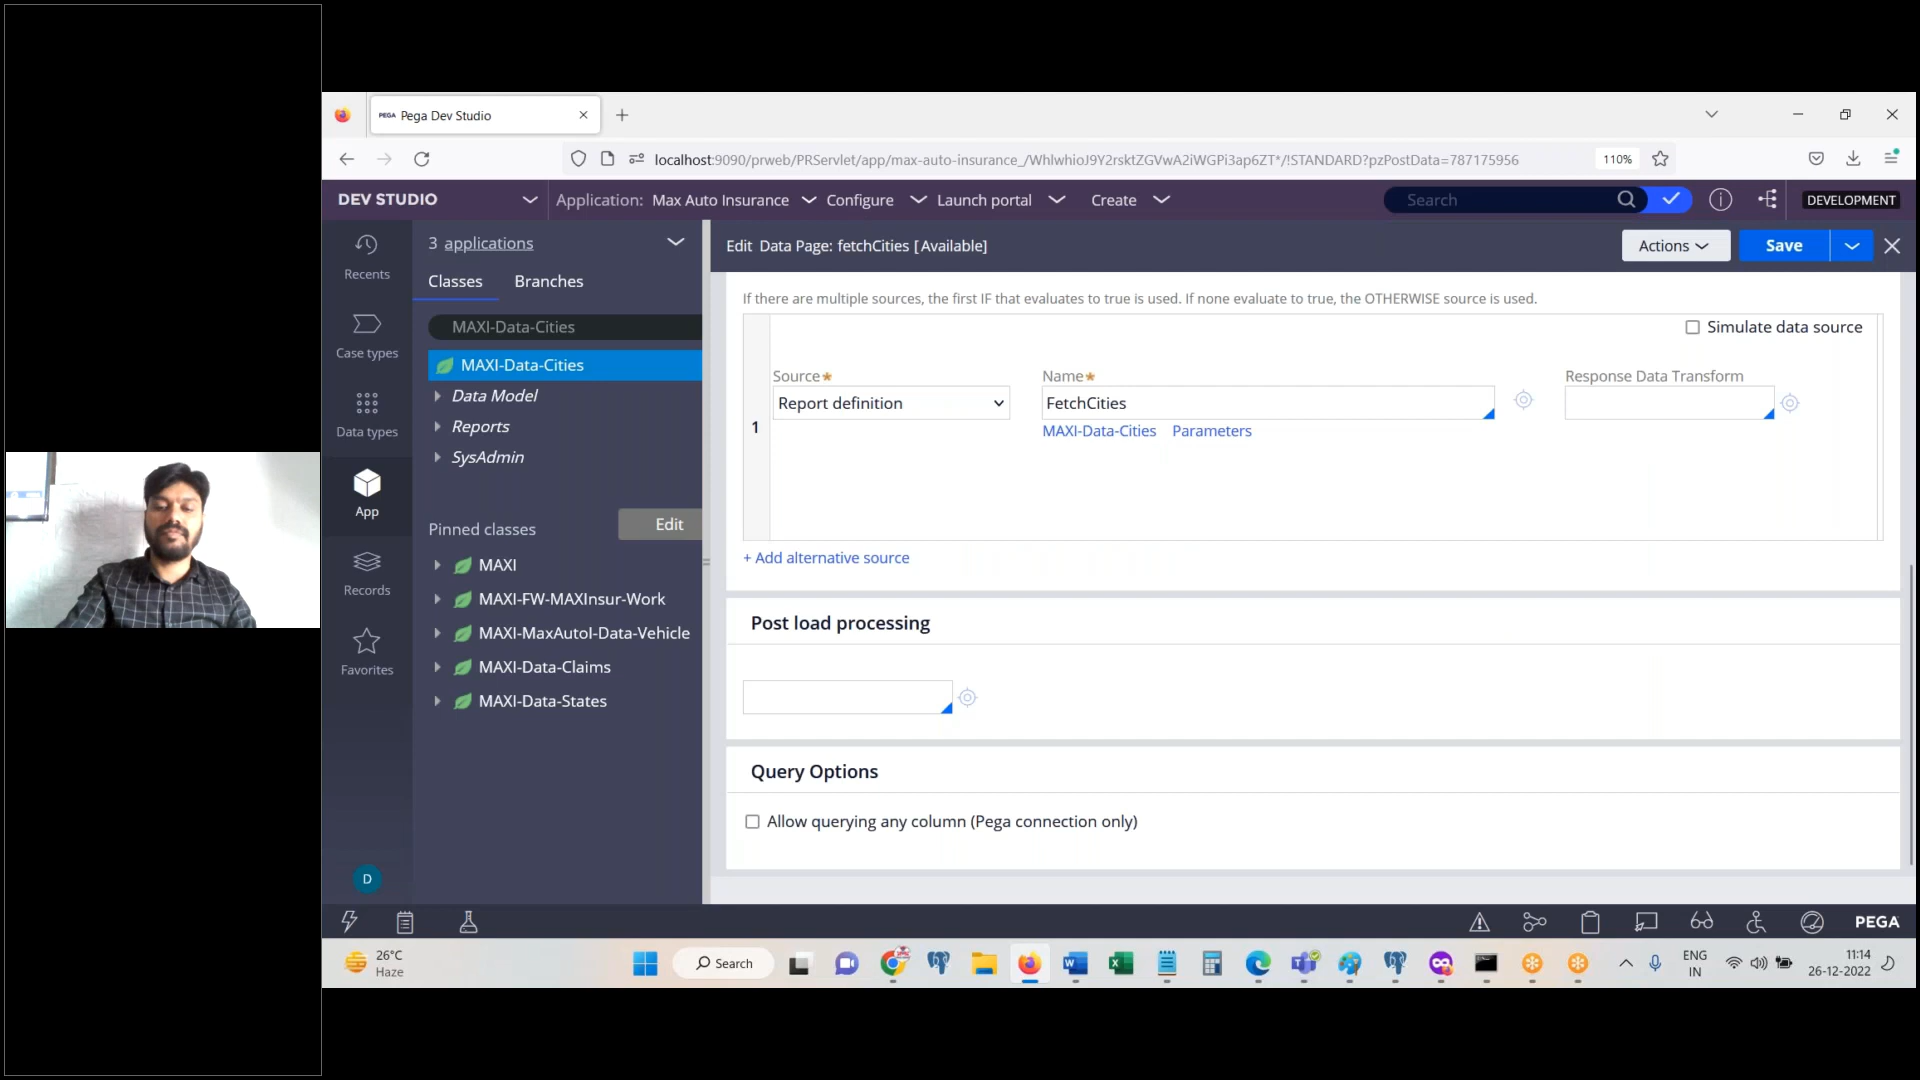 PEGA Pega Dev Studio
localhost:9090/prweb/PRServlet/app/max-auto-insurance_/WhlwhioJ9Y2rsktZGVwA2iWGPi3ap6ZT*/!STANDARD?pzPostData=787175956
110%
DEV STUDIO
Application: Max Auto Insurance
Configure
Launch portal
Create
Search
DEVELOPMENT
Recents
Case types
Data types
App
Records
Favorites
D
3 applications
Classes
Branches
MAXI-Data-Cities
MAXI-Data-Cities
Data Model
Reports
SysAdmin
Pinned classes
Edit
MAXI
MAXI-FW-MAXInsur-Work
MAXI-MaxAutoI-Data-Vehicle
MAXI-Data-Claims
MAXI-Data-States
Edit Data Page: fetchCities [Available]
Actions
Save
If there are multiple sources, the first IF that evaluates to true is used. If none evaluate to true, the OTHERWISE source is used.
Simulate data source
1
Source★
Report definition
Name★
FetchCities
MAXI-Data-Cities Parameters
Response Data Transform
+ Add alternative source
Post load processing
Query Options
Allow querying any column (Pega connection only)
PEGA
26°C
Haze
Search
ENG
IN
11:14
26-12-2022